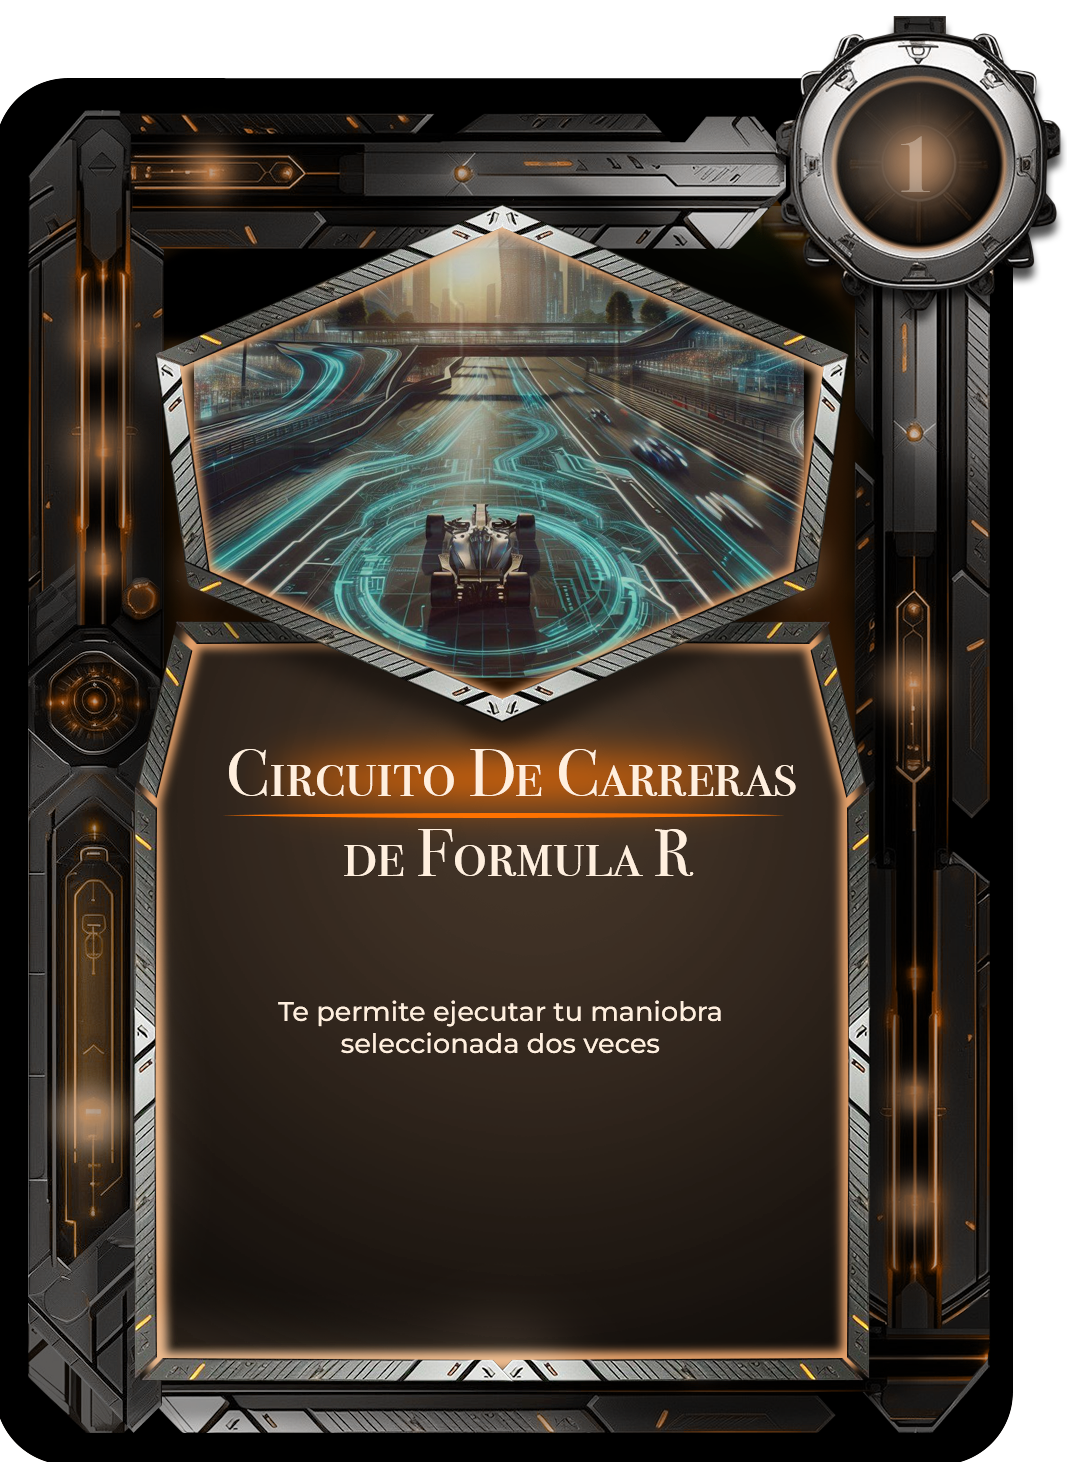 1
Circuito De Carreras
de Formula R
Te permite ejecutar tu maniobra
seleccionada dos veces